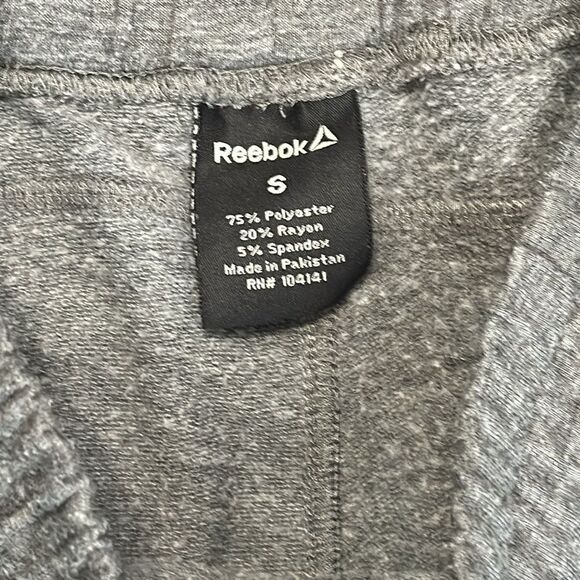 Reebok
S
75% Polyester
20% Rayon
5% Spandex
Made in Pakistan
RN# 104141